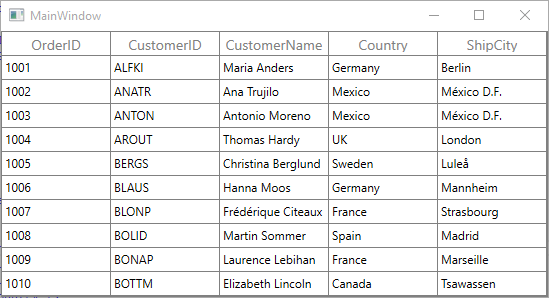 MainWindow
OrderID CustomerID CustomerName Country ShipCity
1001 ALFKI Maria Anders Germany Berlin
1002 ANATR Ana Trujilo Mexico México D.F.
1003 ANTON Antonio Moreno Mexico México D.F.
1004 AROUT Thomas Hardy UK London
1005 BERGS Christina Berglund Sweden Luleå
1006 BLAUS Hanna Moos Germany Mannheim
1007 BLONP Frédérique Citeaux France Strasbourg
1008 BOLID Martin Sommer Spain Madrid
1009 BONAP Laurence Lebihan France Marseille
1010 BOTTM Elizabeth Lincoln Canada Tsawassen